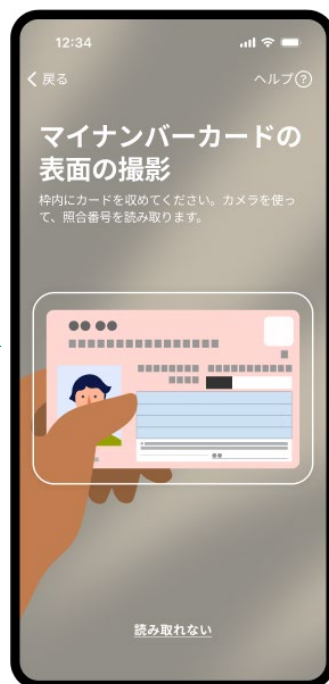 12:34
戻る
ヘルプ?
マイナンバーカードの
表面の撮影
枠内にカードを収めてください。カメラを使っ
て、照合番号を読み取ります。
読み取れない